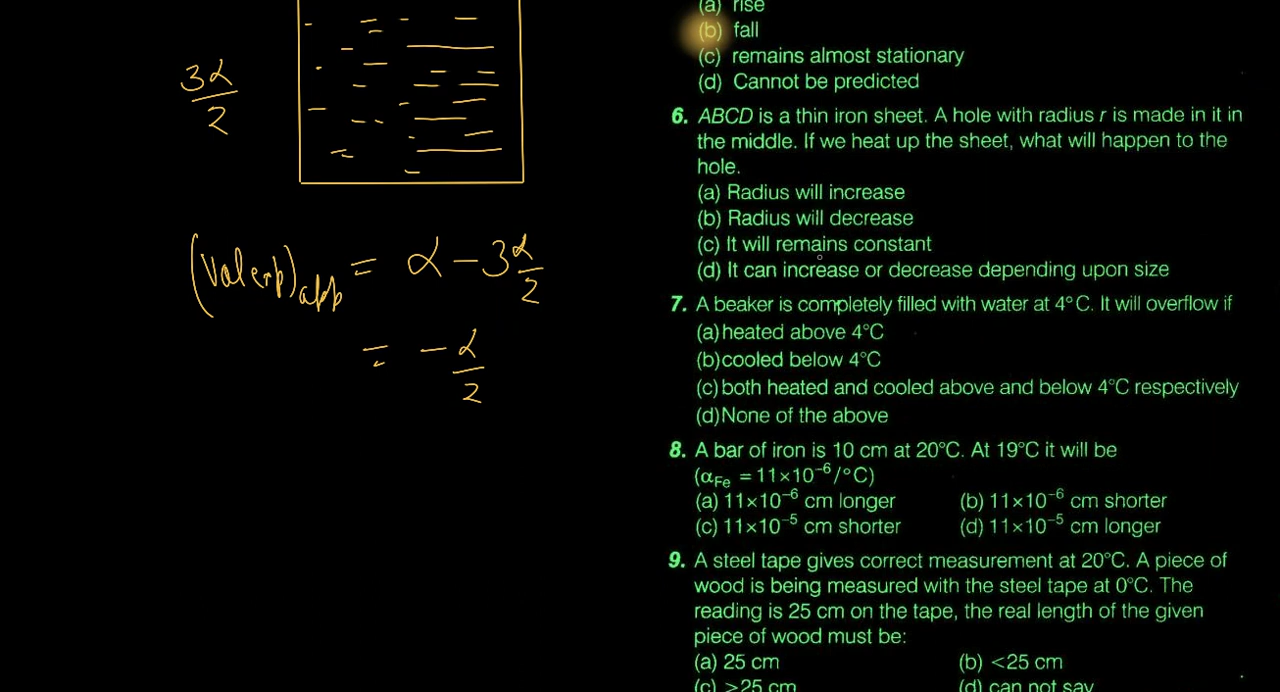 (a) rise
(b) fall
(c) remains almost stationary
(d) Cannot be predicted
3α/2
(Vol exp)app = α – 3α/2
= – α/2
6. ABCD is a thin iron sheet. A hole with radius r is made in it in
the middle. If we heat up the sheet, what will happen to the
hole.
(a) Radius will increase
(b) Radius will decrease
(c) It will remains constant
(d) It can increase or decrease depending upon size
7. A beaker is completely filled with water at 4°C. It will overflow if
(a) heated above 4°C
(b) cooled below 4°C
(c) both heated and cooled above and below 4°C respectively
(d) None of the above
8. A bar of iron is 10 cm at 20°C. At 19°C it will be
(αFe = 11×10⁻⁶/°C)
(a) 11×10⁻⁶ cm longer (b) 11×10⁻⁶ cm shorter
(c) 11×10⁻⁵ cm shorter (d) 11×10⁻⁵ cm longer
9. A steel tape gives correct measurement at 20°C. A piece of
wood is being measured with the steel tape at 0°C. The
reading is 25 cm on the tape, the real length of the given
piece of wood must be:
(a) 25 cm (b) <25 cm
(c) >25 cm (d) can not say